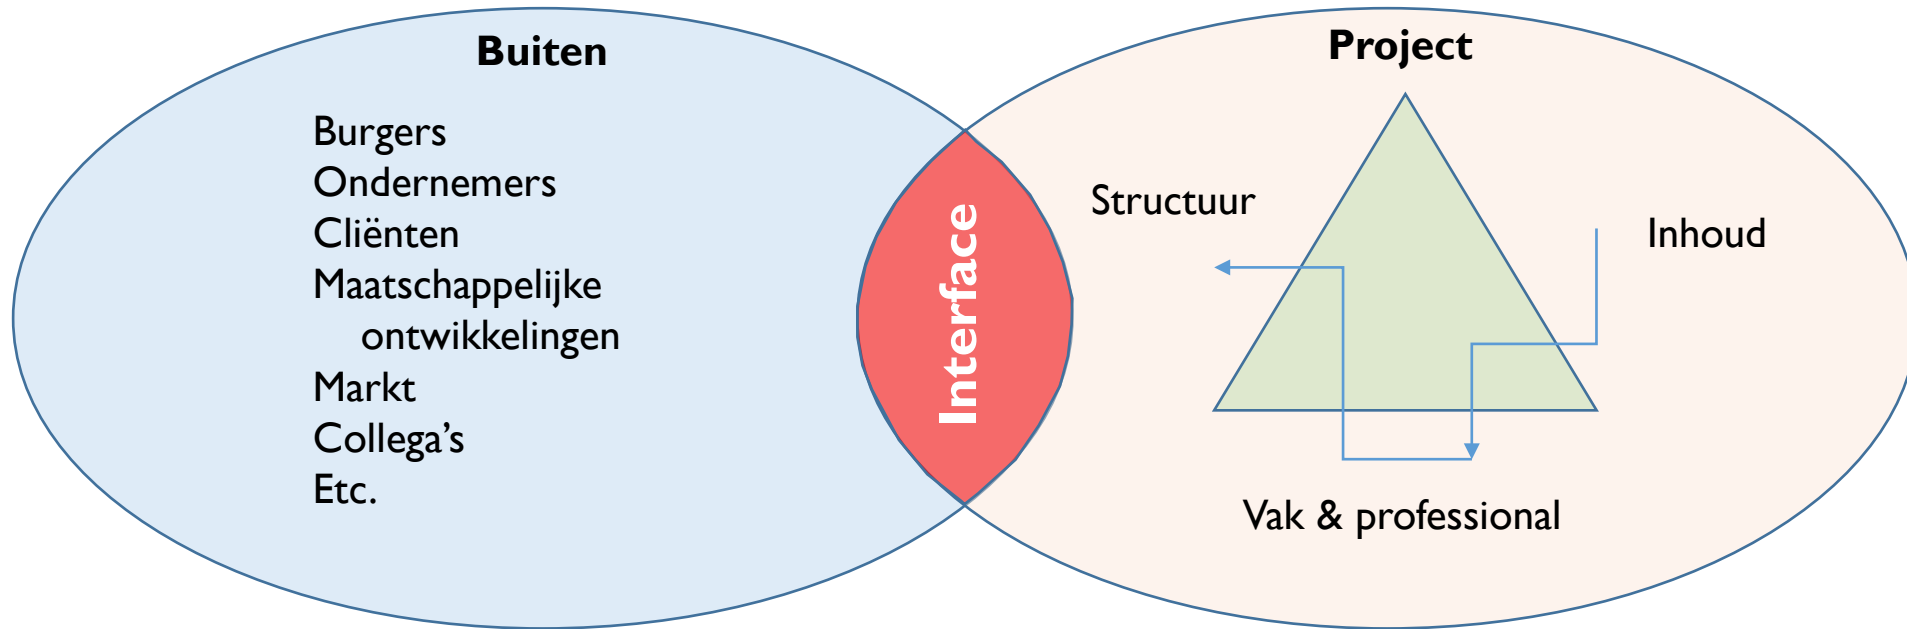 Buiten
Burgers
Ondernemers
Cliënten
Maatschappelijke
ontwikkelingen
Markt
Collega’s
Etc.
Interface
Project
Structuur
Inhoud
Vak & professional